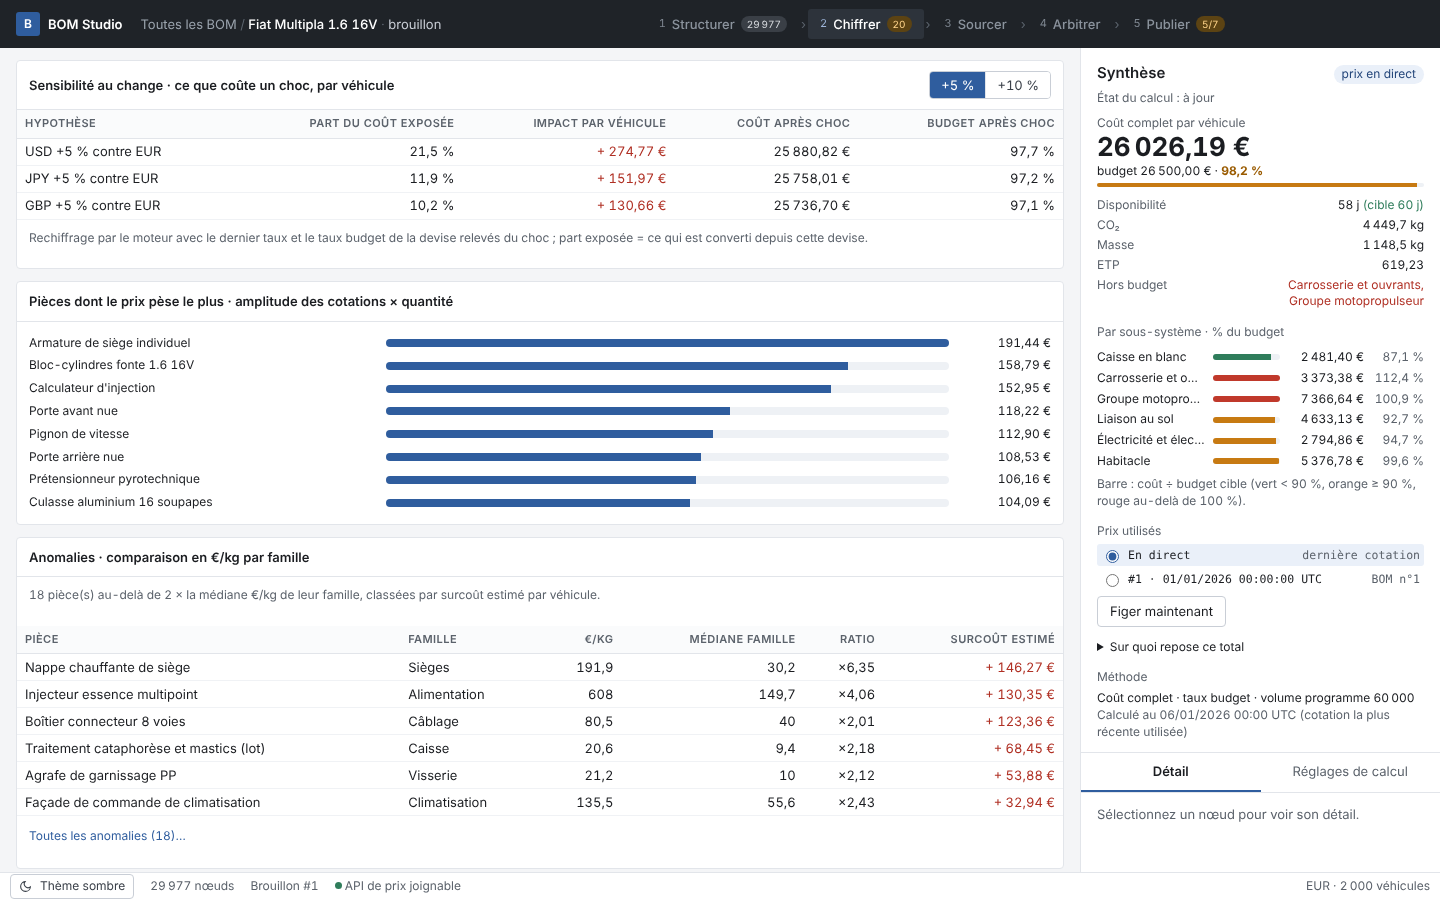 B BOM Studio Toutes les BOM / Fiat Multipla 1.6 16V · brouillon 1 Structurer 29 977 › 2 Chiffrer 20 › 3 Sourcer › 4 Arbitrer › 5 Publier 5/7
Sensibilité au change · ce que coûte un choc, par véhicule +5 % +10 %
HYPOTHÈSE PART DU COÛT EXPOSÉE IMPACT PAR VÉHICULE COÛT APRÈS CHOC BUDGET APRÈS CHOC
USD +5 % contre EUR 21,5 % + 274,77 € 25 880,82 € 97,7 %
JPY +5 % contre EUR 11,9 % + 151,97 € 25 758,01 € 97,2 %
GBP +5 % contre EUR 10,2 % + 130,66 € 25 736,70 € 97,1 %
Rechiffrage par le moteur avec le dernier taux et le taux budget de la devise relevés du choc ; part exposée = ce qui est converti depuis cette devise.
Pièces dont le prix pèse le plus · amplitude des cotations × quantité
Armature de siège individuel 191,44 €
Bloc-cylindres fonte 1.6 16V 158,79 €
Calculateur d'injection 152,95 €
Porte avant nue 118,22 €
Pignon de vitesse 112,90 €
Porte arrière nue 108,53 €
Prétensionneur pyrotechnique 106,16 €
Culasse aluminium 16 soupapes 104,09 €
Anomalies · comparaison en €/kg par famille
18 pièce(s) au-delà de 2 × la médiane €/kg de leur famille, classées par surcoût estimé par véhicule.
PIÈCE FAMILLE €/KG MÉDIANE FAMILLE RATIO SURCOÛT ESTIMÉ
Nappe chauffante de siège Sièges 191,9 30,2 ×6,35 + 146,27 €
Injecteur essence multipoint Alimentation 608 149,7 ×4,06 + 130,35 €
Boîtier connecteur 8 voies Câblage 80,5 40 ×2,01 + 123,36 €
Traitement cataphorèse et mastics (lot) Caisse 20,6 9,4 ×2,18 + 68,45 €
Agrafe de garnissage PP Visserie 21,2 10 ×2,12 + 53,88 €
Façade de commande de climatisation Climatisation 135,5 55,6 ×2,43 + 32,94 €
Toutes les anomalies (18)…
Synthèse prix en direct
État du calcul : à jour
Coût complet par véhicule
26 026,19 €
budget 26 500,00 € · 98,2 %
Disponibilité 58 j (cible 60 j)
CO₂ 4 449,7 kg
Masse 1 148,5 kg
ETP 619,23
Hors budget Carrosserie et ouvrants,
Groupe motopropulseur
Par sous-système · % du budget
Caisse en blanc 2 481,40 € 87,1 %
Carrosserie et o… 3 373,38 € 112,4 %
Groupe motopro… 7 366,64 € 100,9 %
Liaison au sol 4 633,13 € 92,7 %
Électricité et élec… 2 794,86 € 94,7 %
Habitacle 5 376,78 € 99,6 %
Barre : coût ÷ budget cible (vert < 90 %, orange ≥ 90 %,
rouge au-delà de 100 %).
Prix utilisés
En direct dernière cotation
#1 · 01/01/2026 00:00:00 UTC BOM n°1
Figer maintenant
Sur quoi repose ce total
Méthode
Coût complet · taux budget · volume programme 60 000
Calculé au 06/01/2026 00:00 UTC (cotation la plus
récente utilisée)
Détail Réglages de calcul
Sélectionnez un nœud pour voir son détail.
Thème sombre 29 977 nœuds Brouillon #1 API de prix joignable EUR · 2 000 véhicules